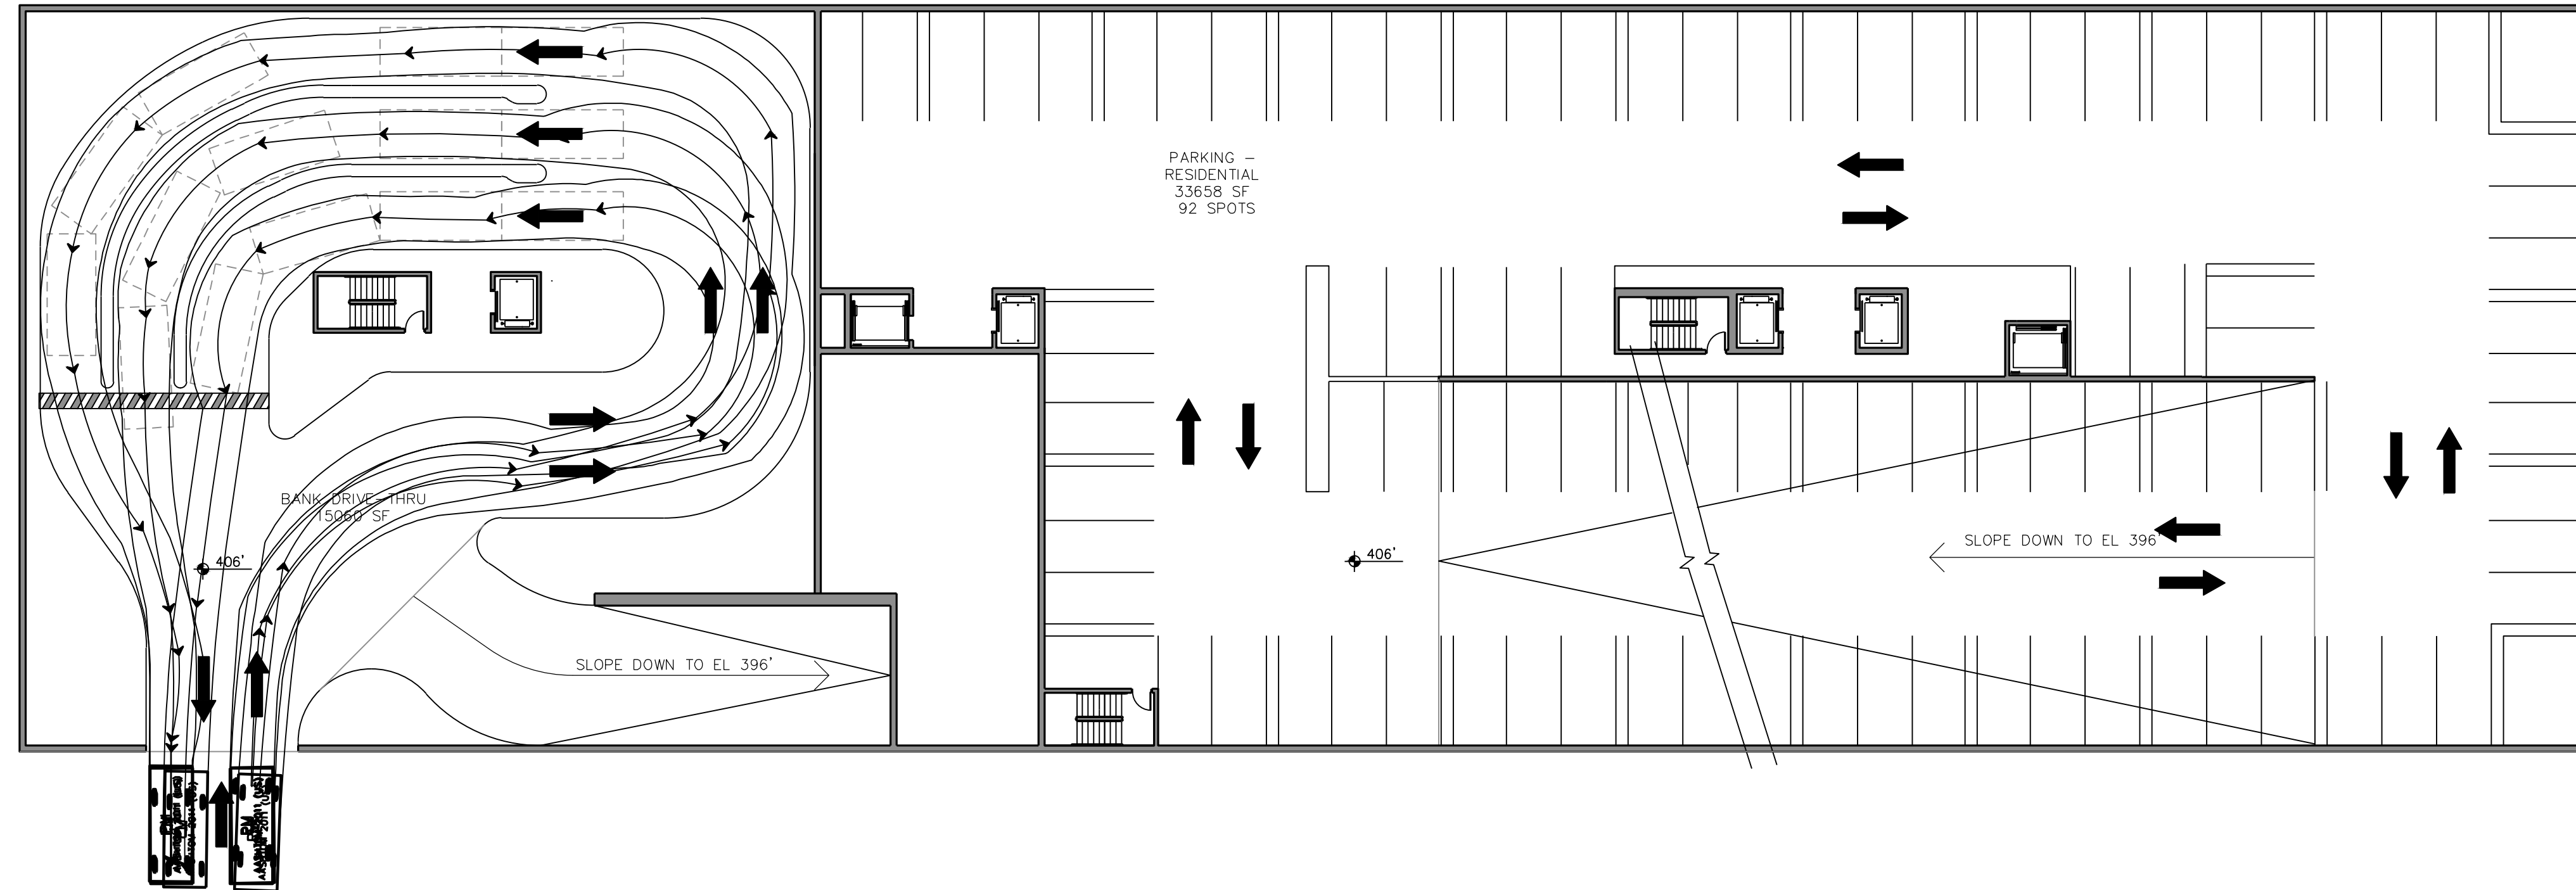 PARKING –
RESIDENTIAL
33658 SF
92 SPOTS
BANK DRIVE-THRU
15060 SF
406'
406'
SLOPE DOWN TO EL 396'
SLOPE DOWN TO EL 396'